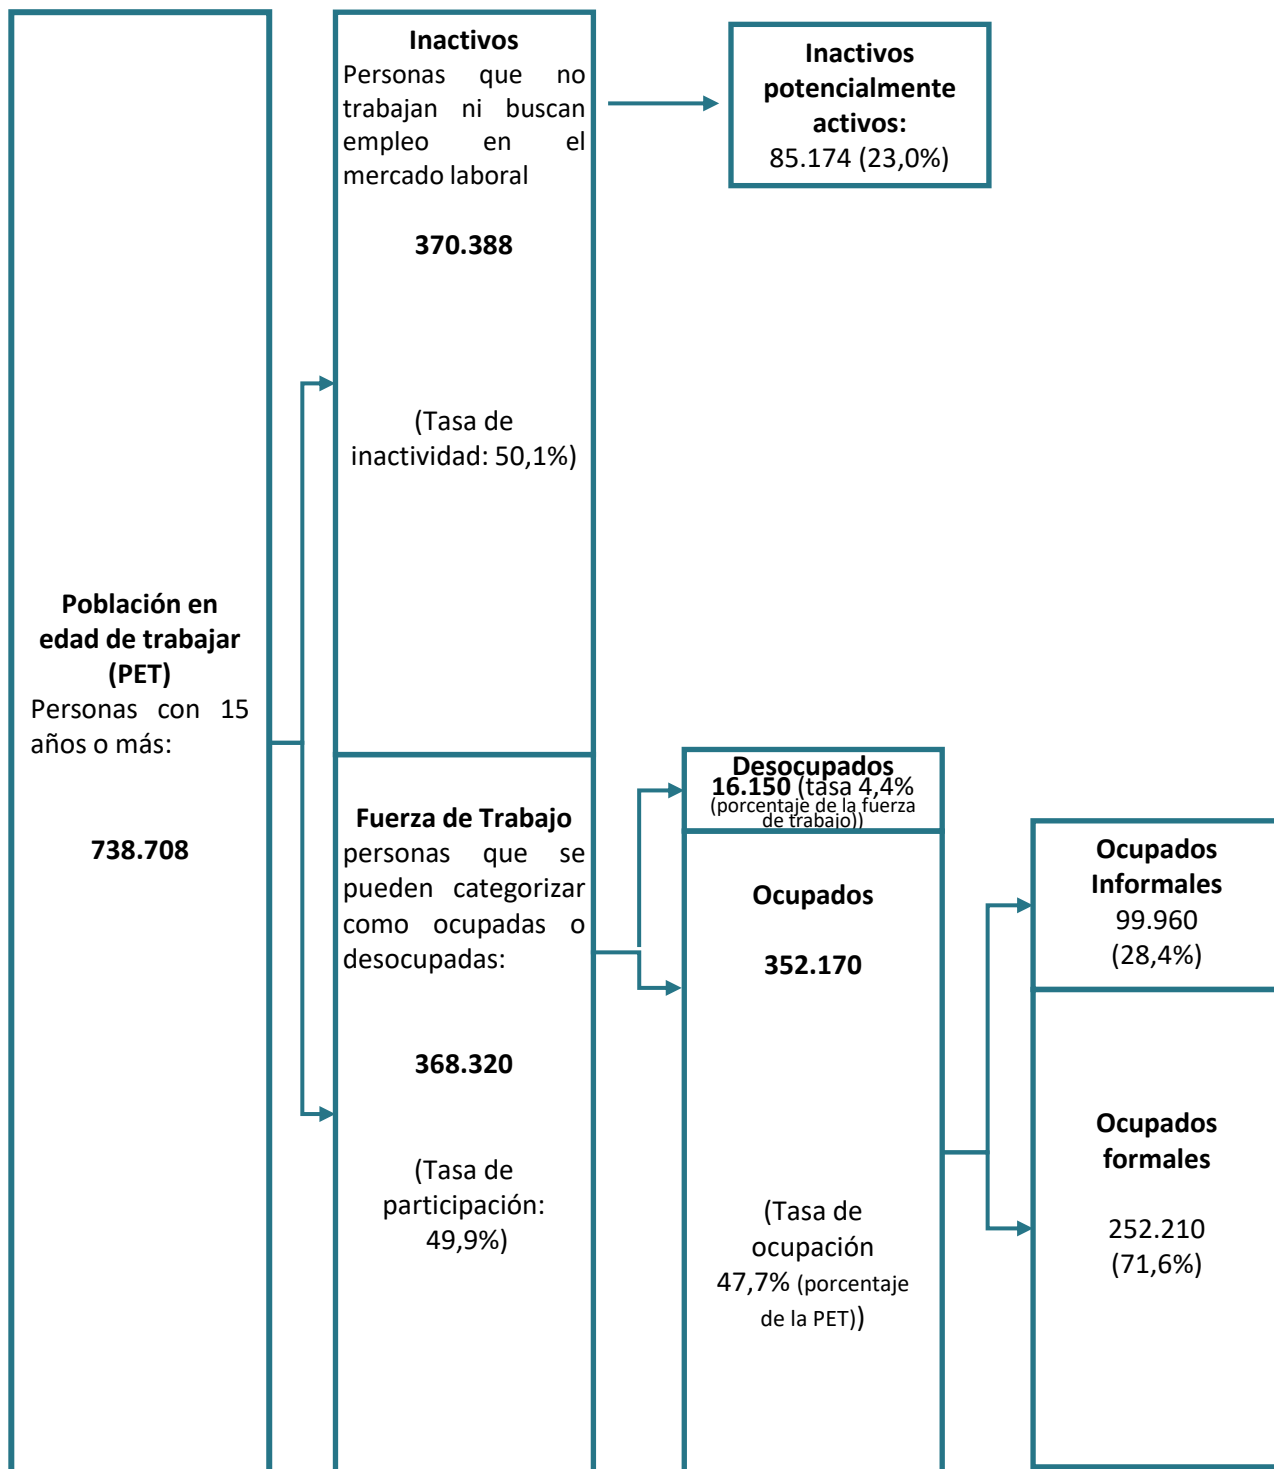 Población en
edad de trabajar
(PET)
Personas con 15
años o más:
738.708
Inactivos
Personas que no
trabajan ni buscan
empleo en el
mercado laboral
370.388
(Tasa de
inactividad: 50,1%)
Inactivos
potencialmente
activos:
85.174 (23,0%)
Fuerza de Trabajo
personas que se
pueden categorizar
como ocupadas o
desocupadas:
368.320
(Tasa de
participación:
49,9%)
Desocupados
16.150 (tasa 4,4%
(porcentaje de la fuerza
de trabajo))
Ocupados
352.170
(Tasa de
ocupación
47,7% (porcentaje
de la PET))
Ocupados
Informales
99.960
(28,4%)
Ocupados
formales
252.210
(71,6%)